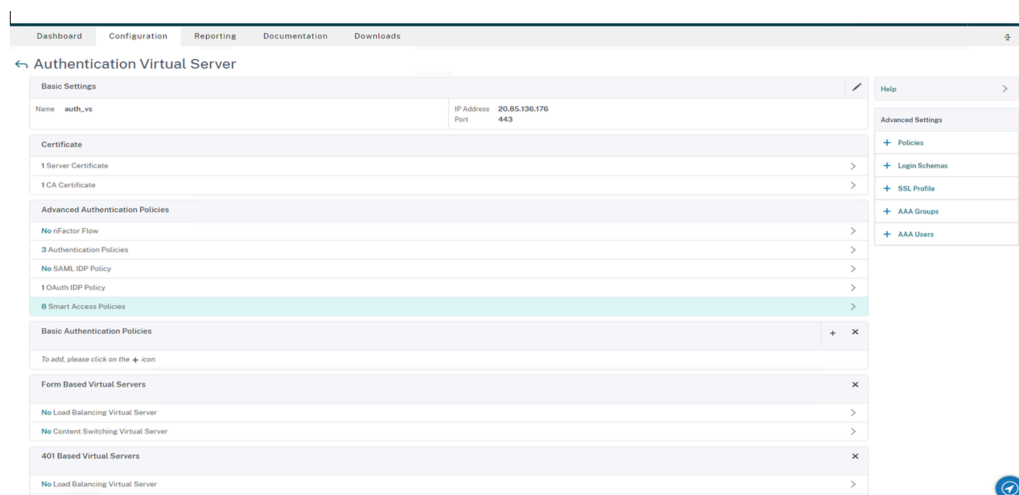 Dashboard Configuration Reporting Documentation Downloads
Authentication Virtual Server
Basic Settings
Name auth_vs
IP Address 20.85.136.176
Port 443
Certificate
1 Server Certificate
1 CA Certificate
Advanced Authentication Policies
No nFactor Flow
3 Authentication Policies
No SAML IDP Policy
1 OAuth IDP Policy
8 Smart Access Policies
Basic Authentication Policies
To add, please click on the + icon
Form Based Virtual Servers
No Load Balancing Virtual Server
No Content Switching Virtual Server
401 Based Virtual Servers
No Load Balancing Virtual Server
Help
Advanced Settings
+ Policies
+ Login Schemas
+ SSL Profile
+ AAA Groups
+ AAA Users